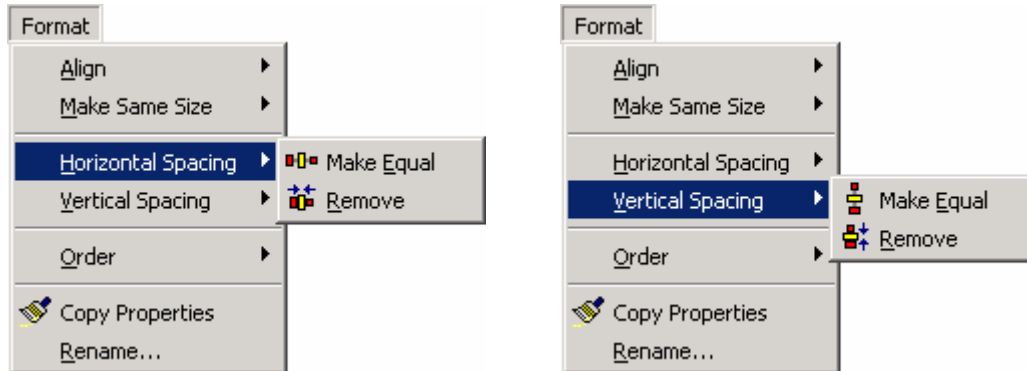 Format
Align
Make Same Size
Horizontal Spacing
Make Equal
Vertical Spacing
Remove
Order
Copy Properties
Rename...
Format
Align
Make Same Size
Horizontal Spacing
Vertical Spacing
Make Equal
Remove
Order
Copy Properties
Rename...